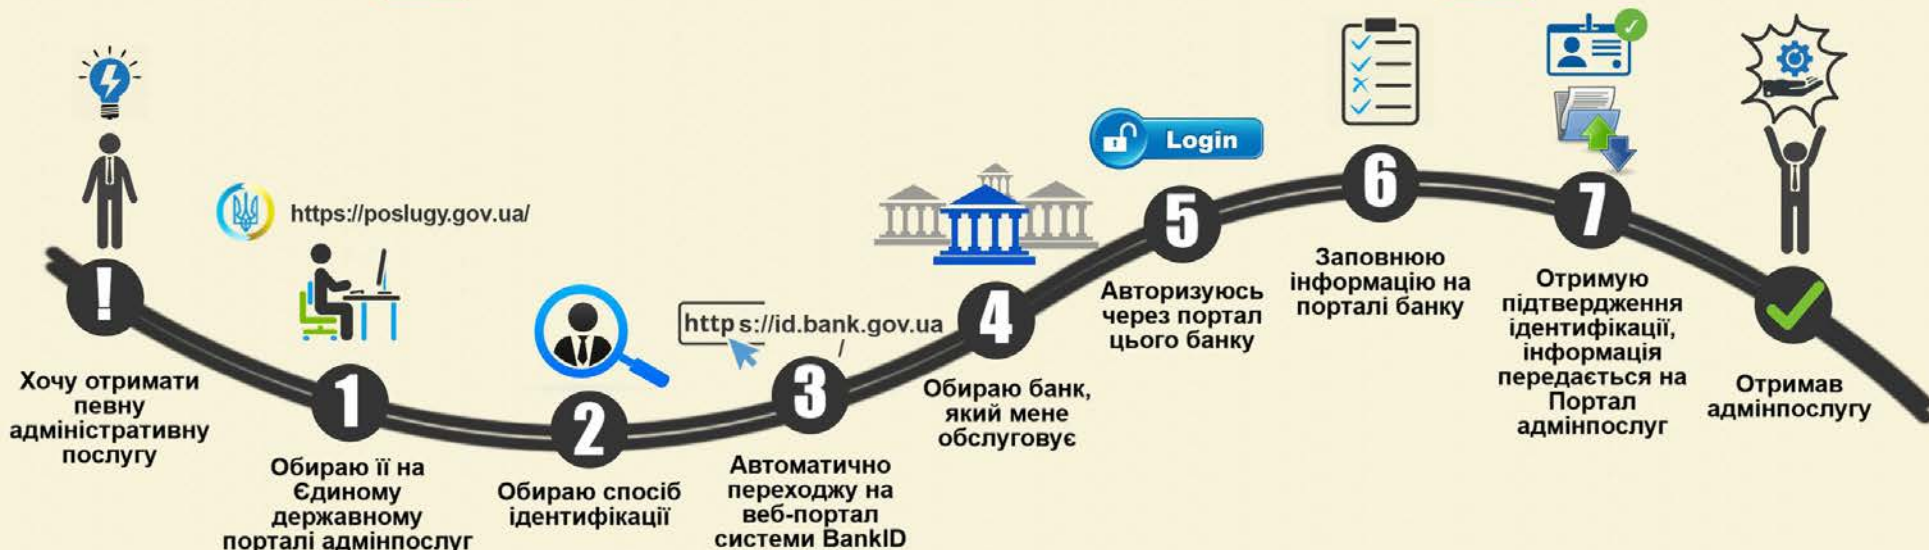 !
Хочу отримати
певну
адміністративну
послугу
https://poslugy.gov.ua/
1
Обираю її на
Єдиному
державному
порталі адмінпослуг
2
Обираю спосіб
ідентифікації
https://id.bank.gov.ua
/
3
Автоматично
переходжу на
веб-портал
системи BankID
4
Обираю банк,
який мене
обслуговує
Login
5
Авторизуюсь
через портал
цього банку
6
Заповнюю
інформацію на
порталі банку
7
Отримую
підтвердження
ідентифікації,
інформація
передається на
Портал
адмінпослуг
Отримав
адмінпослугу